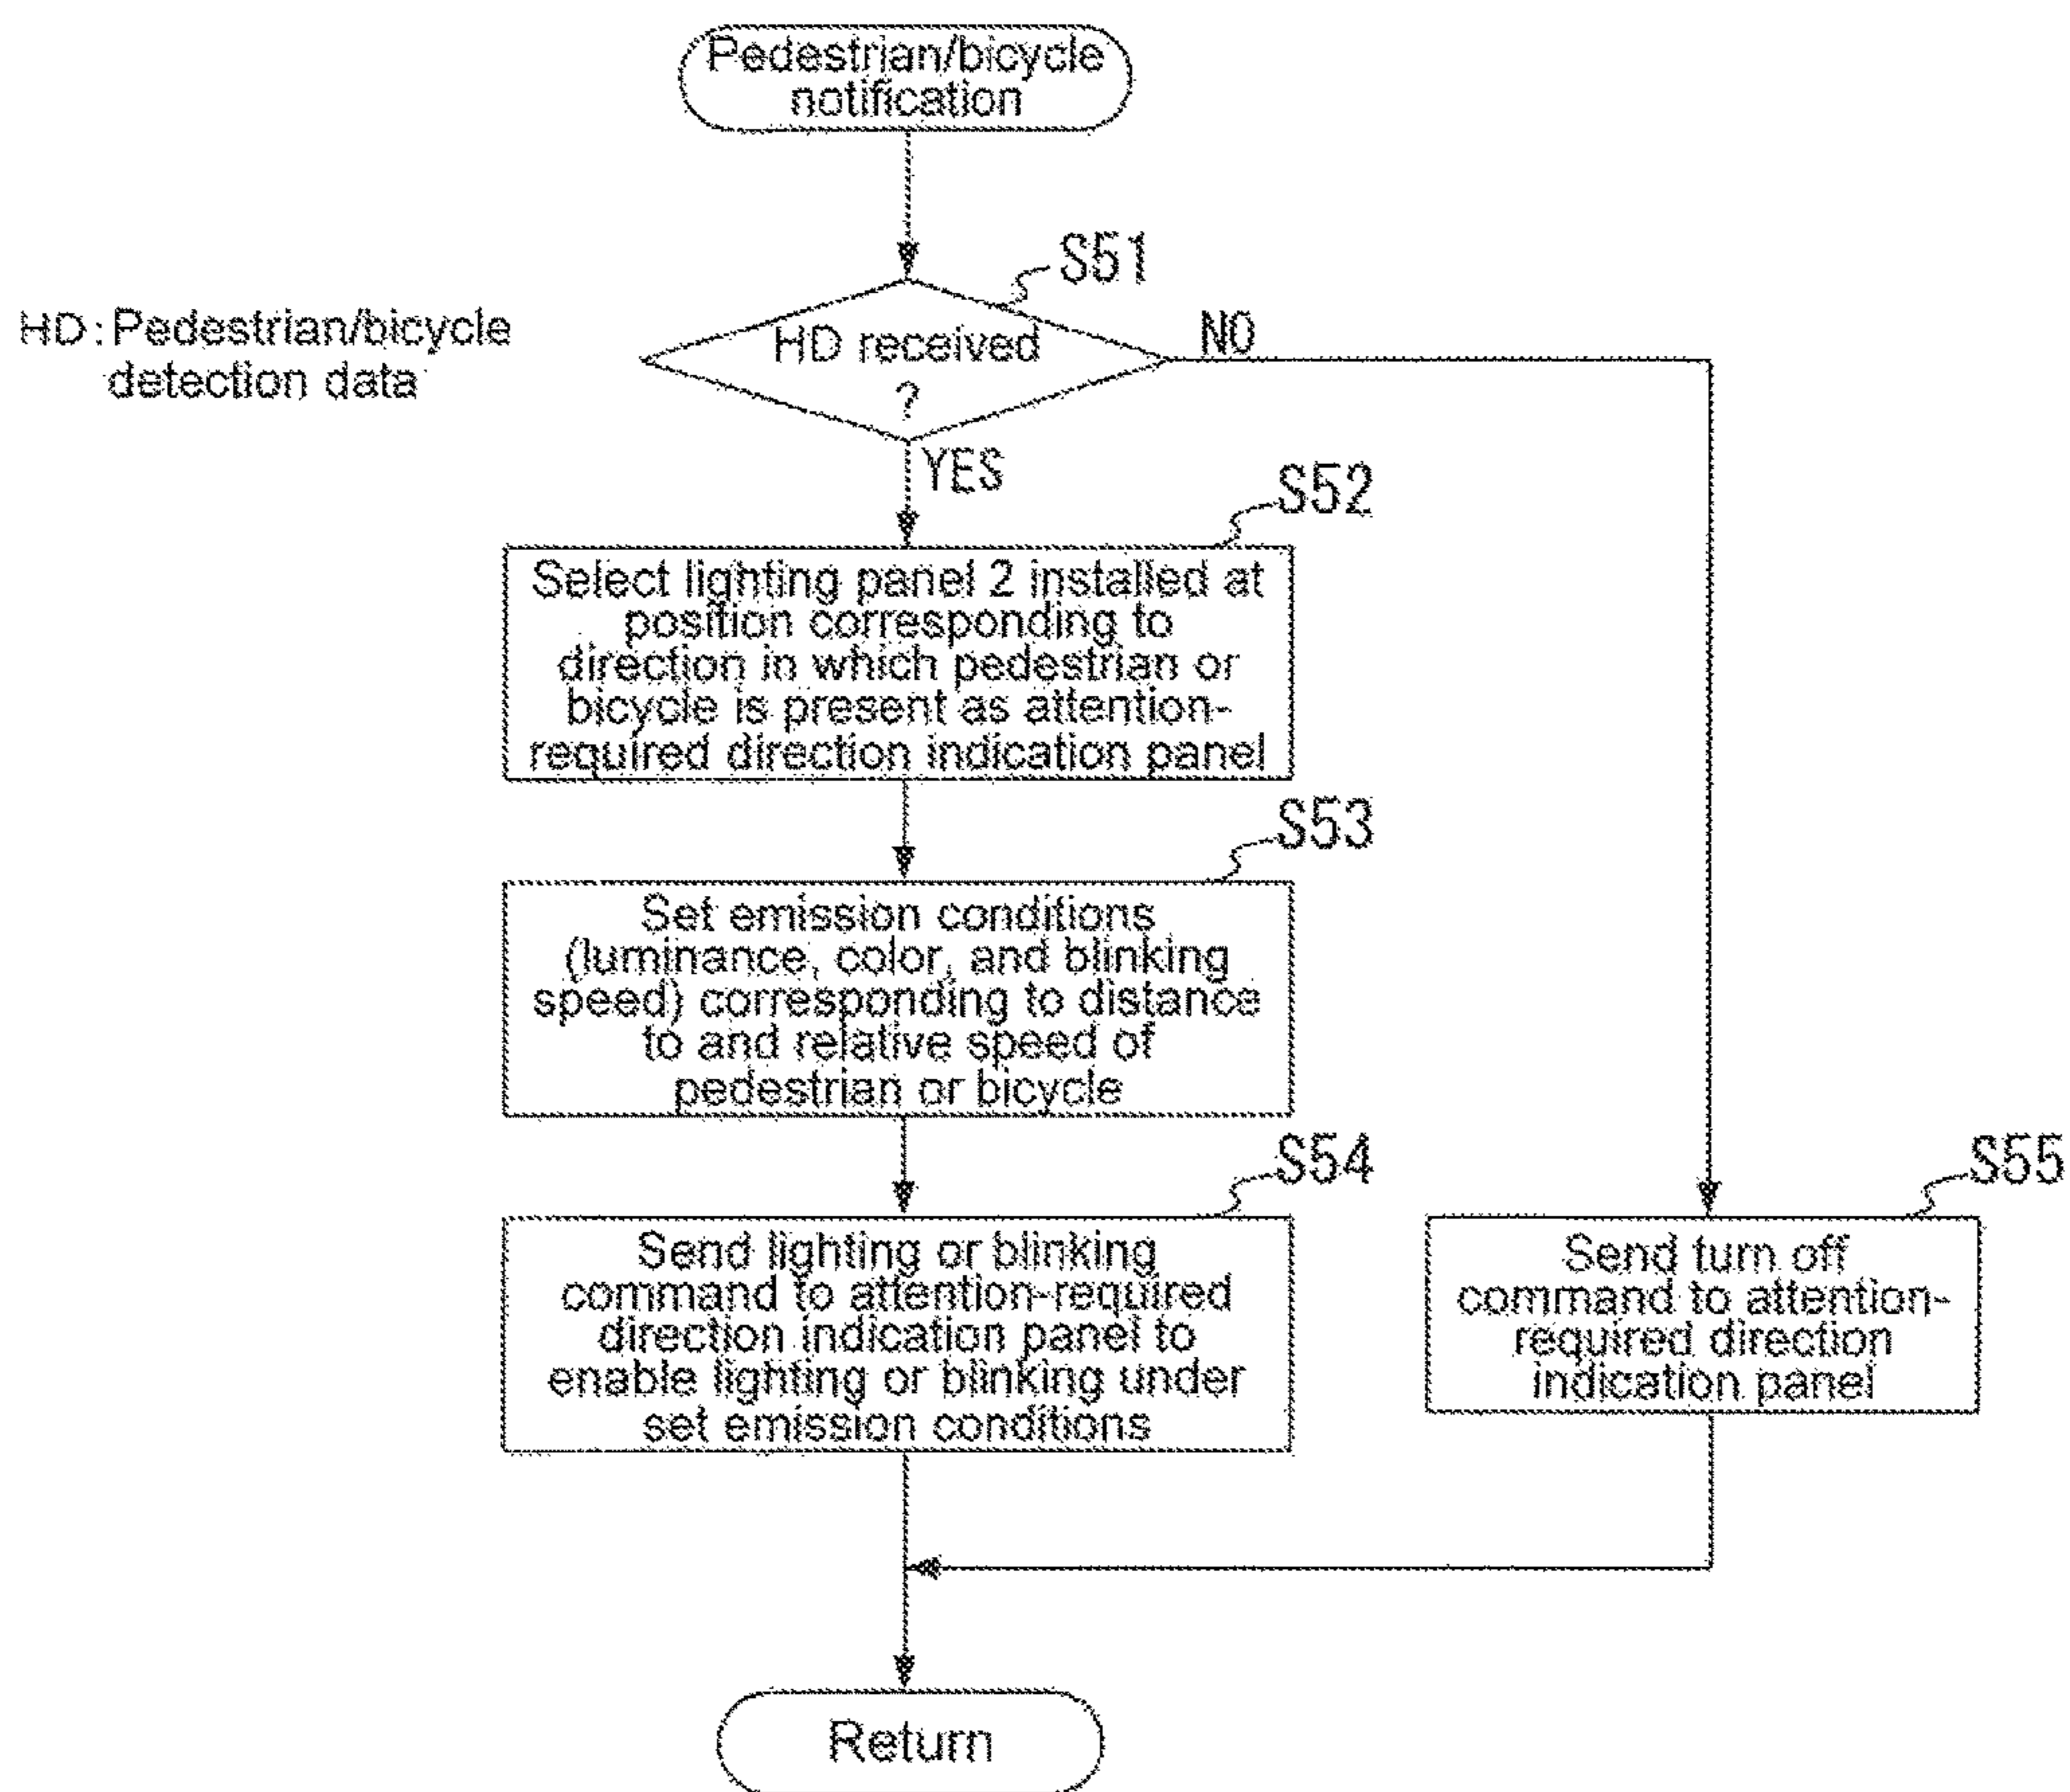 Pedestrian/bicycle
notification
S51
HD:Pedestrian/bicycle
detection data
HD received
?
NO
YES
S52
Select lighting panel 2 installed at
position corresponding to
direction in which pedestrian or
bicycle is present as attention-
required direction indication panel
S53
Set emission conditions
(luminance, color, and blinking
speed) corresponding to distance
to and relative speed of
pedestrian or bicycle
S54
Send lighting or blinking
command to attention-required
direction indication panel to
enable lighting or blinking under
set emission conditions
S55
Send turn off
command to attention-
required direction
indication panel
Return